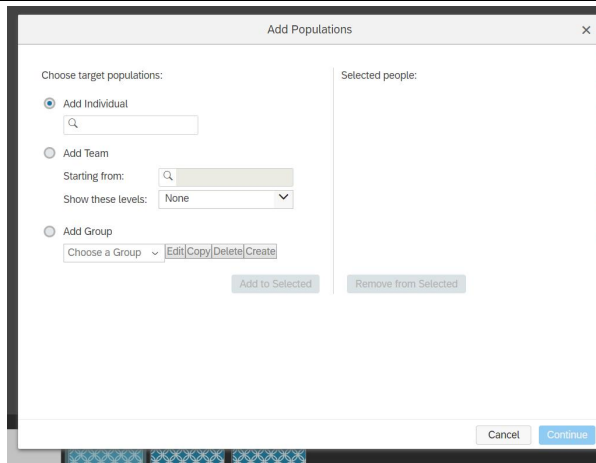 Add Populations
Choose target populations:
Selected people:
Add Individual
Add Team
Starting from:
Show these levels: None
Add Group
Choose a Group Edit Copy Delete Create
Add to Selected
Remove from Selected
Cancel Continue